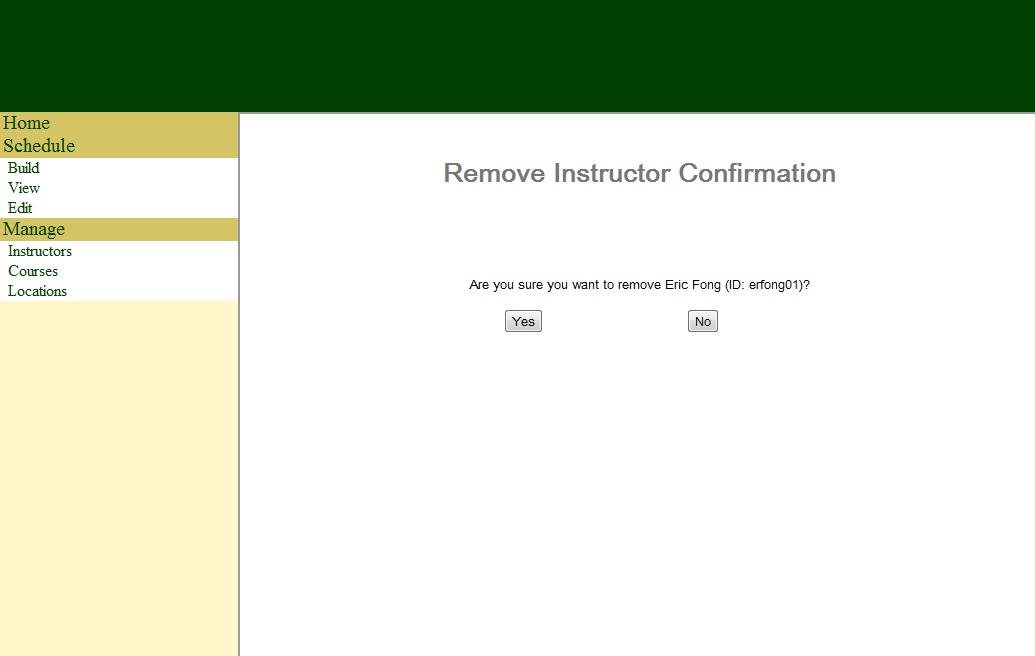 Home
Schedule
Build
View
Edit
Manage
Instructors
Courses
Locations
Remove Instructor Confirmation
Are you sure you want to remove Eric Fong (ID: erfong01)?
Yes No